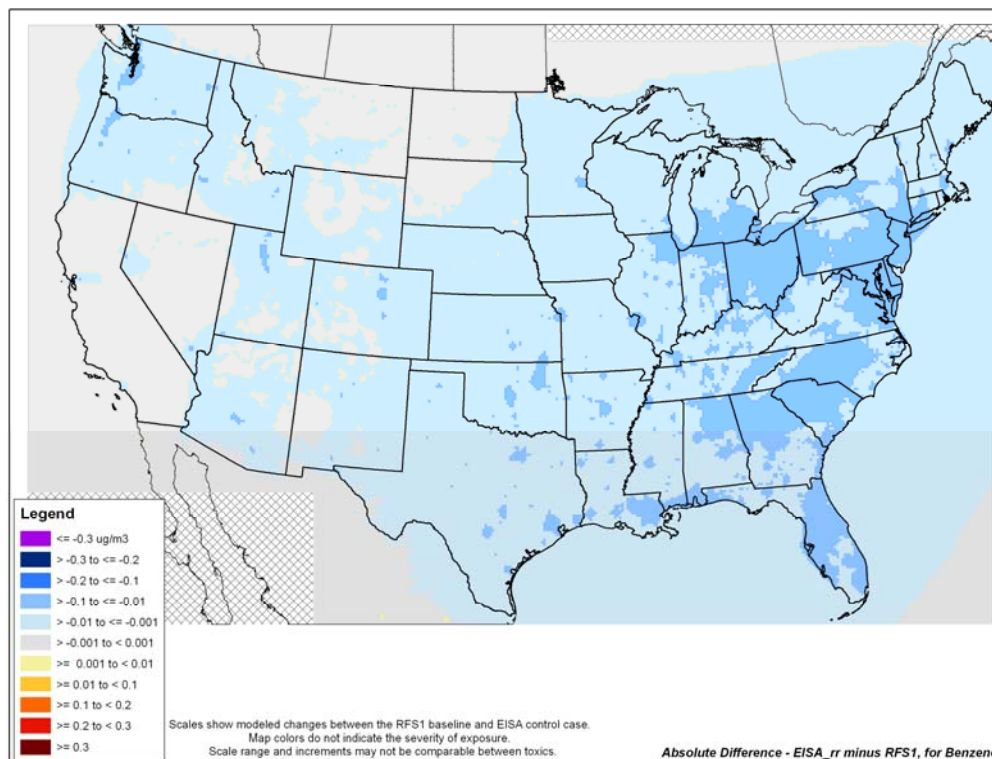 Legend
<= -0.3 ug/m3
> -0.3 to <= -0.2
> -0.2 to <= -0.1
> -0.1 to <= -0.01
> -0.01 to <= -0.001
> -0.001 to < 0.001
>= 0.001 to < 0.01
>= 0.01 to < 0.1
>= 0.1 to < 0.2
>= 0.2 to < 0.3
>= 0.3
Scales show modeled changes between the RFS1 baseline and EISA control case.
Map colors do not indicate the severity of exposure.
Scale range and increments may not be comparable between toxics.
Absolute Difference - EISA_rr minus RFS1, for Benzene